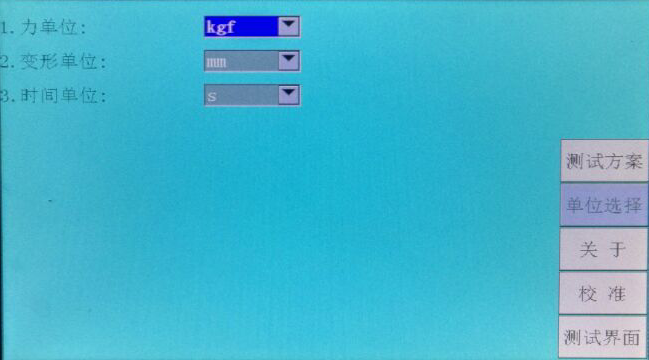 1.力单位: kgf
2.变形单位: mm
3.时间单位: s
测试方案
单位选择
关 于
校 准
测试界面